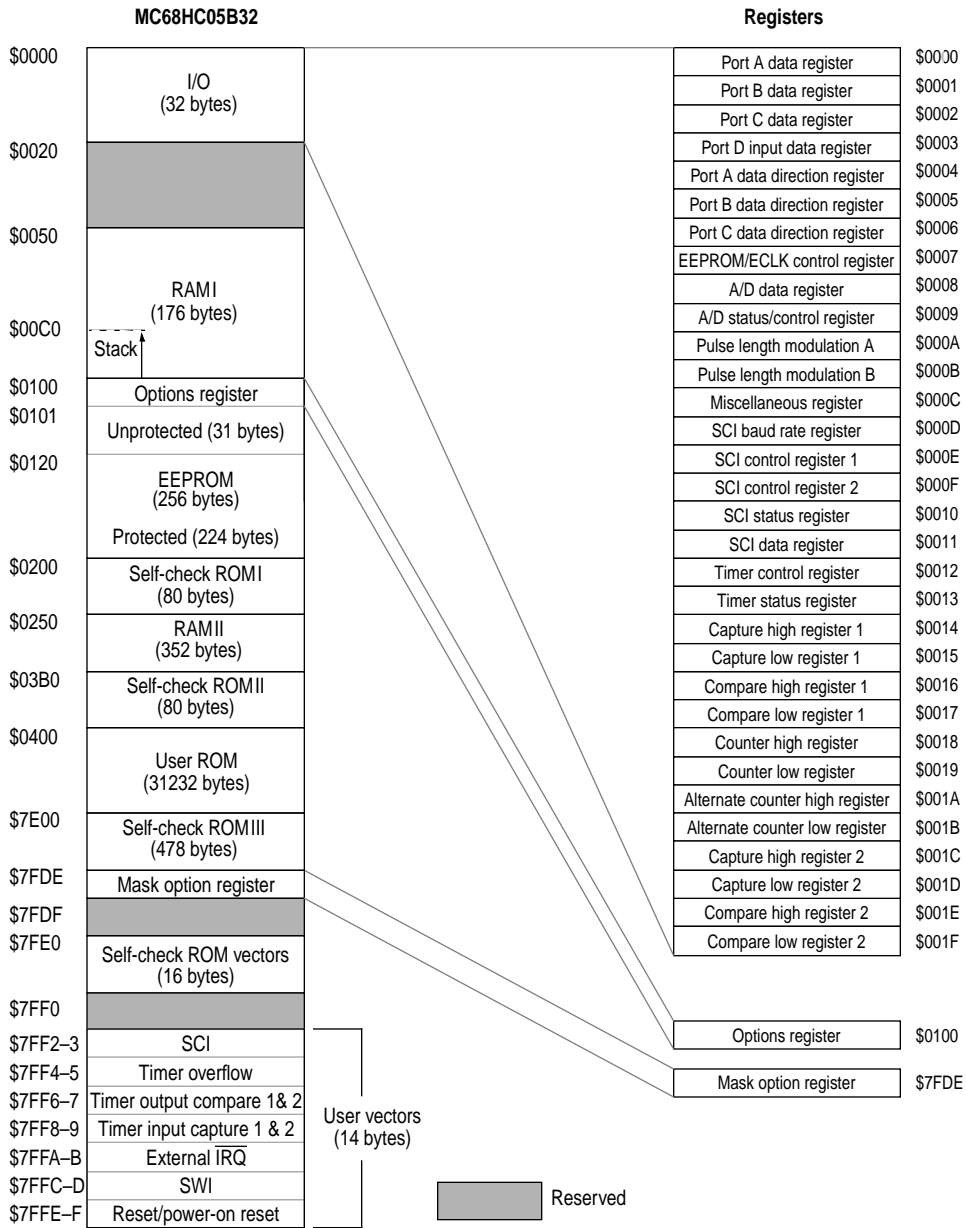 MC68HC05B32
$0000
I/O
(32 bytes)
$0020
$0050
RAMI
(176 bytes)
$00C0
Stack
$0100
Options register
$0101
Unprotected (31 bytes)
$0120
EEPROM
(256 bytes)
Protected (224 bytes)
$0200
Self-check ROMI
(80 bytes)
$0250
RAMII
(352 bytes)
$03B0
Self-check ROMII
(80 bytes)
$0400
User ROM
(31232 bytes)
$7E00
Self-check ROMIII
(478 bytes)
$7FDE
Mask option register
$7FDF
$7FE0
Self-check ROM vectors
(16 bytes)
$7FF0
$7FF2–3 SCI
$7FF4–5 Timer overflow
$7FF6–7 Timer output compare 1& 2
$7FF8–9 Timer input capture 1 & 2
$7FFA–B External IRQ
$7FFC–D SWI
$7FFE–F Reset/power-on reset
User vectors
(14 bytes)
Reserved
Registers
Port A data register $0000
Port B data register $0001
Port C data register $0002
Port D input data register $0003
Port A data direction register $0004
Port B data direction register $0005
Port C data direction register $0006
EEPROM/ECLK control register $0007
A/D data register $0008
A/D status/control register $0009
Pulse length modulation A $000A
Pulse length modulation B $000B
Miscellaneous register $000C
SCI baud rate register $000D
SCI control register 1 $000E
SCI control register 2 $000F
SCI status register $0010
SCI data register $0011
Timer control register $0012
Timer status register $0013
Capture high register 1 $0014
Capture low register 1 $0015
Compare high register 1 $0016
Compare low register 1 $0017
Counter high register $0018
Counter low register $0019
Alternate counter high register $001A
Alternate counter low register $001B
Capture high register 2 $001C
Capture low register 2 $001D
Compare high register 2 $001E
Compare low register 2 $001F
Options register $0100
Mask option register $7FDE